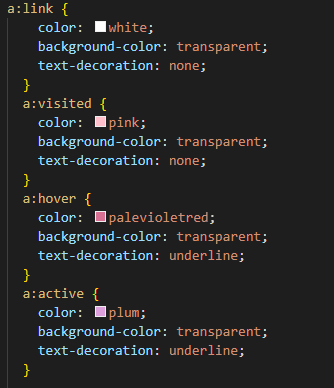 a:link {
color: white;
background-color: transparent;
text-decoration: none;
}
a:visited {
color: pink;
background-color: transparent;
text-decoration: none;
}
a:hover {
color: palevioletred;
background-color: transparent;
text-decoration: underline;
}
a:active {
color: plum;
background-color: transparent;
text-decoration: underline;
}